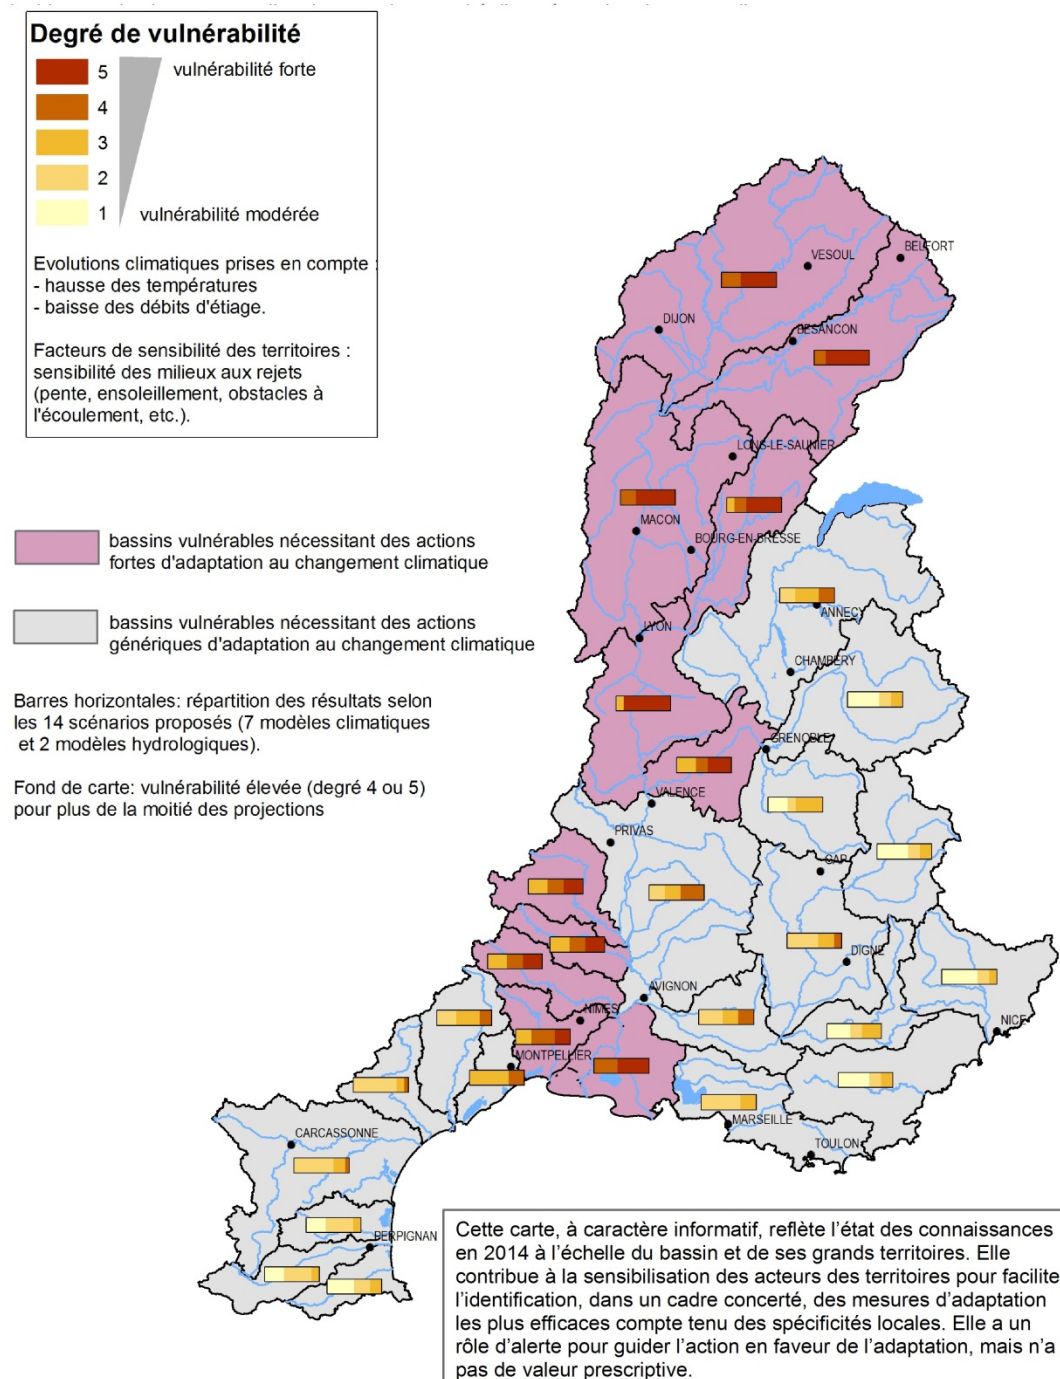 Degré de vulnérabilité
5
vulnérabilité forte
4
3
2
1
vulnérabilité modérée
Evolutions climatiques prises en compte :
- hausse des températures
- baisse des débits d'étiage.
Facteurs de sensibilité des territoires :
sensibilité des milieux aux rejets
(pente, ensoleillement, obstacles à
l'écoulement, etc.).
bassins vulnérables nécessitant des actions
fortes d'adaptation au changement climatique
bassins vulnérables nécessitant des actions
génériques d'adaptation au changement climatique
Barres horizontales: répartition des résultats selon
les 14 scénarios proposés (7 modèles climatiques
et 2 modèles hydrologiques).
Fond de carte: vulnérabilité élevée (degré 4 ou 5)
pour plus de la moitié des projections
BELFORT
VESOUL
DIJON
BESANCON
LONS-LE-SAUNIER
MACON
BOURG-EN-BRESSE
ANNECY
LYON
CHAMBERY
GRENOBLE
VALENCE
PRIVAS
GAP
DIGNE
AVIGNON
NIMES
NICE
MONTPELLIER
MARSEILLE
TOULON
CARCASSONNE
PERPIGNAN
Cette carte, à caractère informatif, reflète l’état des connaissances
en 2014 à l’échelle du bassin et de ses grands territoires. Elle
contribue à la sensibilisation des acteurs des territoires pour facilite
l’identification, dans un cadre concerté, des mesures d’adaptation
les plus efficaces compte tenu des spécificités locales. Elle a un
rôle d’alerte pour guider l’action en faveur de l’adaptation, mais n’a
pas de valeur prescriptive.